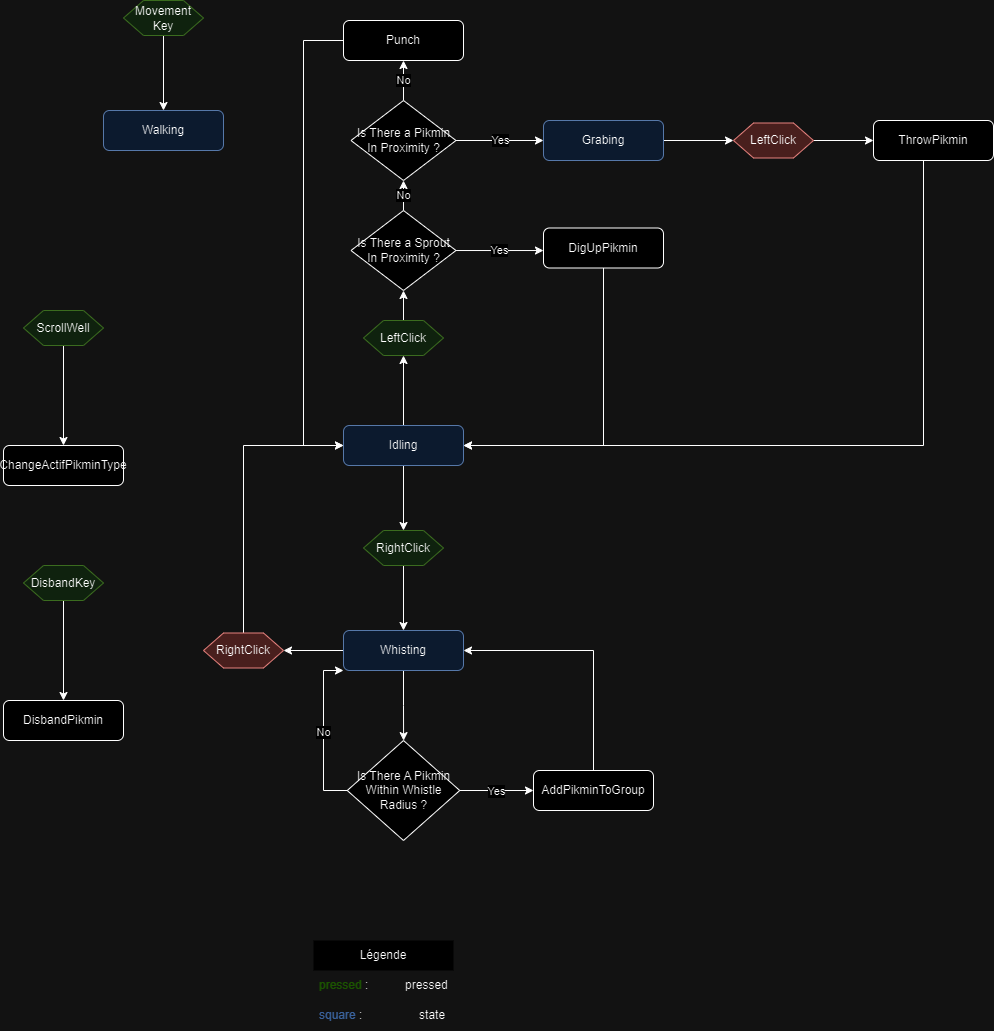 Movement
Key
Walking
Punch
No
Is There a Pikmin
In Proximity ?
Yes
Grabing
LeftClick
ThrowPikmin
No
Is There a Sprout
In Proximity ?
Yes
DigUpPikmin
ScrollWell
LeftClick
ChangeActifPikminType
Idling
RightClick
DisbandKey
RightClick
Whisting
DisbandPikmin
No
Is There A Pikmin
Within Whistle
Radius ?
Yes
AddPikminToGroup
Légende
pressed : pressed
square : state